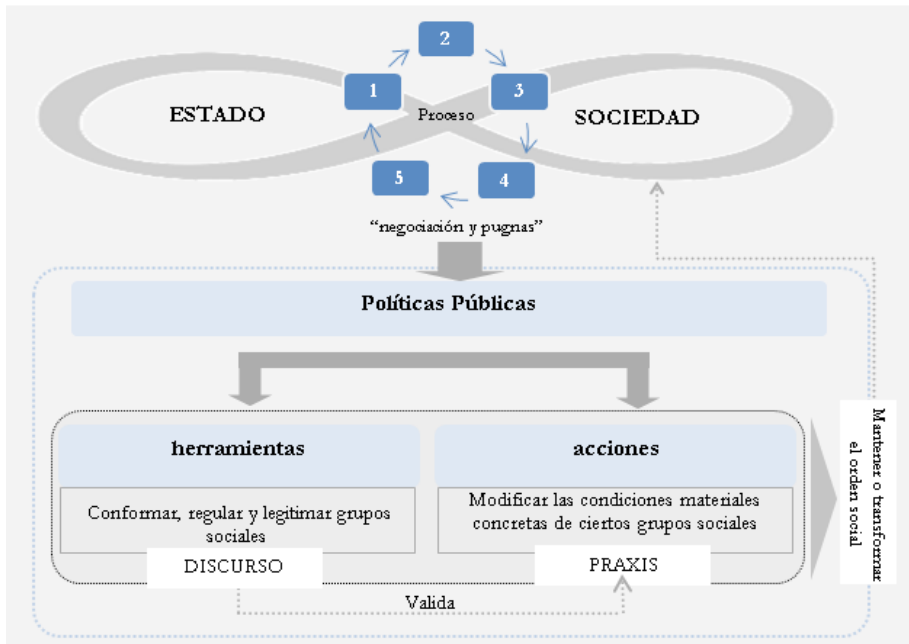 2
1
3
ESTADO
Proceso
SOCIEDAD
5
4
“negociación y pugnas”
Políticas Públicas
herramientas
acciones
Conformar, regular y legitimar grupos
sociales
Modificar las condiciones materiales
concretas de ciertos grupos sociales
DISCURSO
PRAXIS
Valida
Mantener o transformar
el orden social